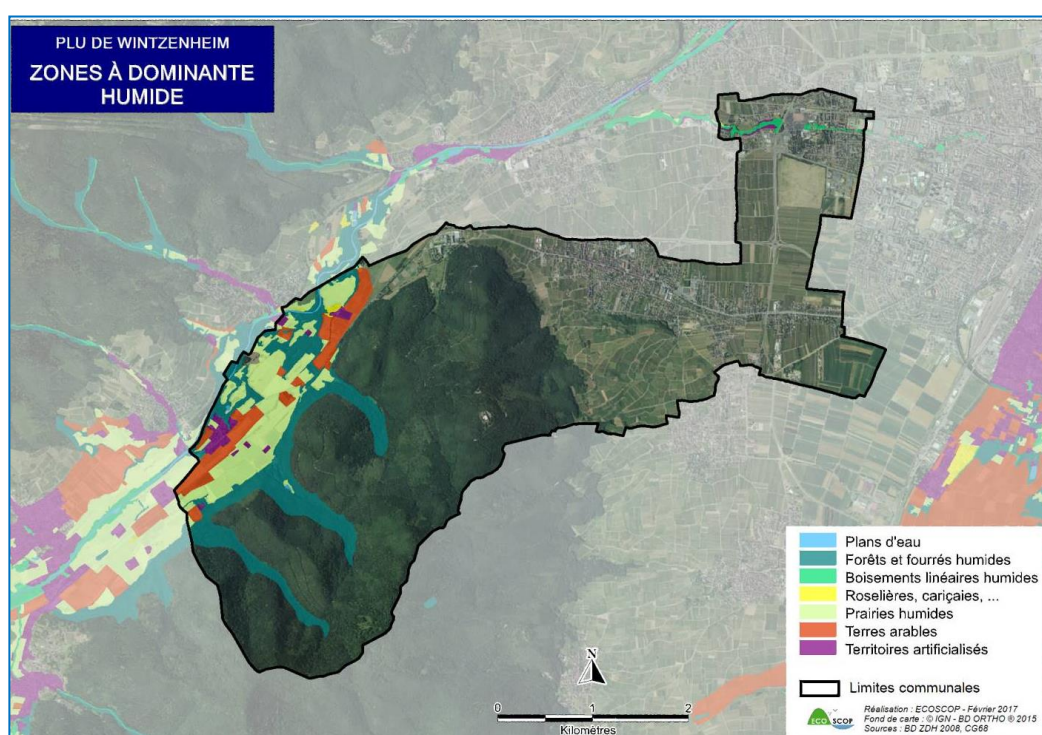 PLU DE WINTZENHEIM
ZONES À DOMINANTE
HUMIDE
Plans d'eau
Forêts et fourrés humides
Boisements linéaires humides
Roselières, cariçaies, ...
Prairies humides
Terres arables
Territoires artificialisés
Limites communales
N
0 1 2
Kilomètres
ECO SCOP
Réalisation : ECOSCOP - Février 2017
Fond de carte : © IGN - BD ORTHO ® 2015
Sources : BD ZDH 2008, CG68